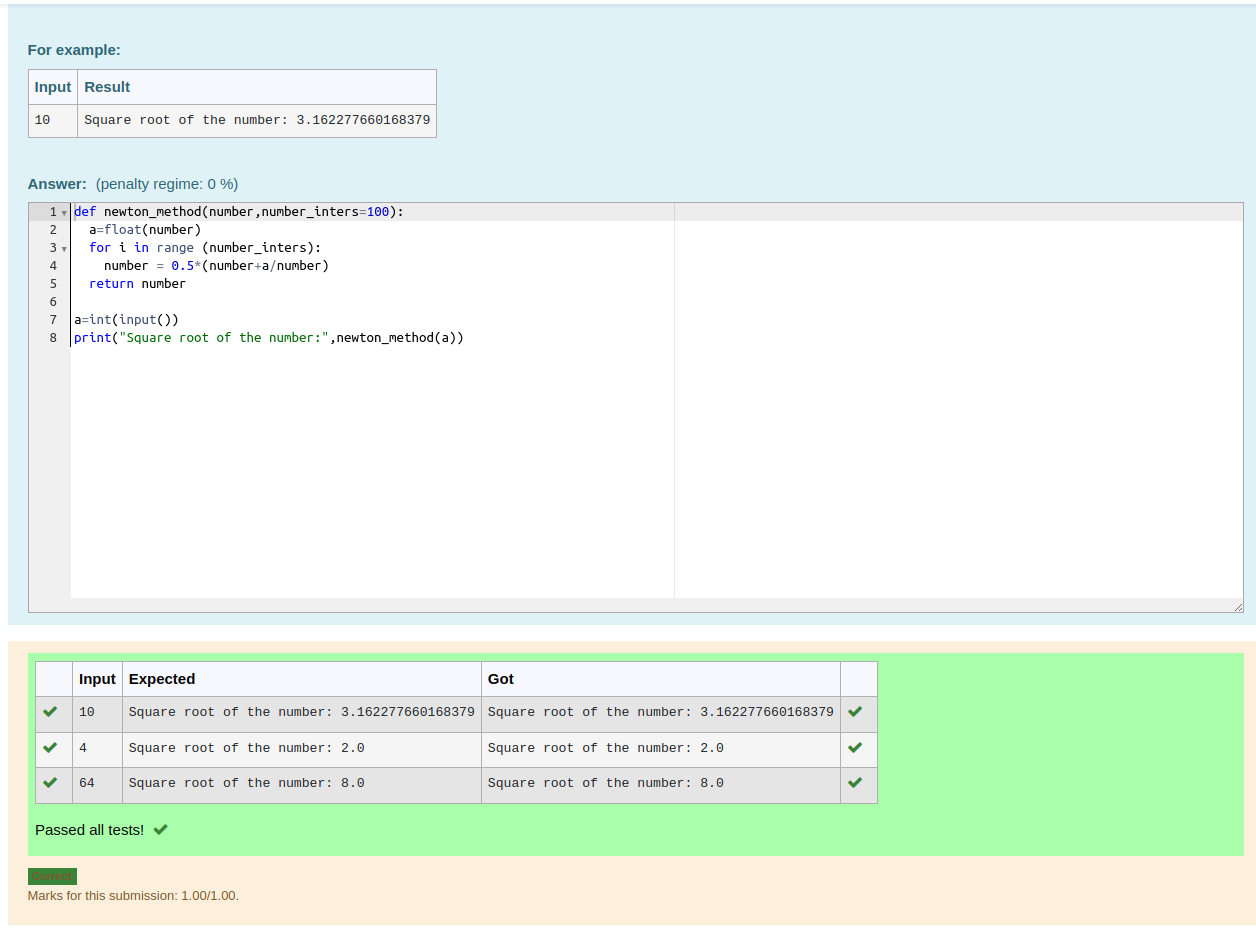 For example:
Input Result
10 Square root of the number: 3.162277660168379
Answer: (penalty regime: 0 %)
1 def newton_method(number,number_inters=100):
2   a=float(number)
3   for i in range (number_inters):
4     number = 0.5*(number+a/number)
5   return number
6
7 a=int(input())
8 print("Square root of the number:",newton_method(a))
Input Expected Got
10 Square root of the number: 3.162277660168379 Square root of the number: 3.162277660168379
4 Square root of the number: 2.0 Square root of the number: 2.0
64 Square root of the number: 8.0 Square root of the number: 8.0
Passed all tests!
Correct
Marks for this submission: 1.00/1.00.